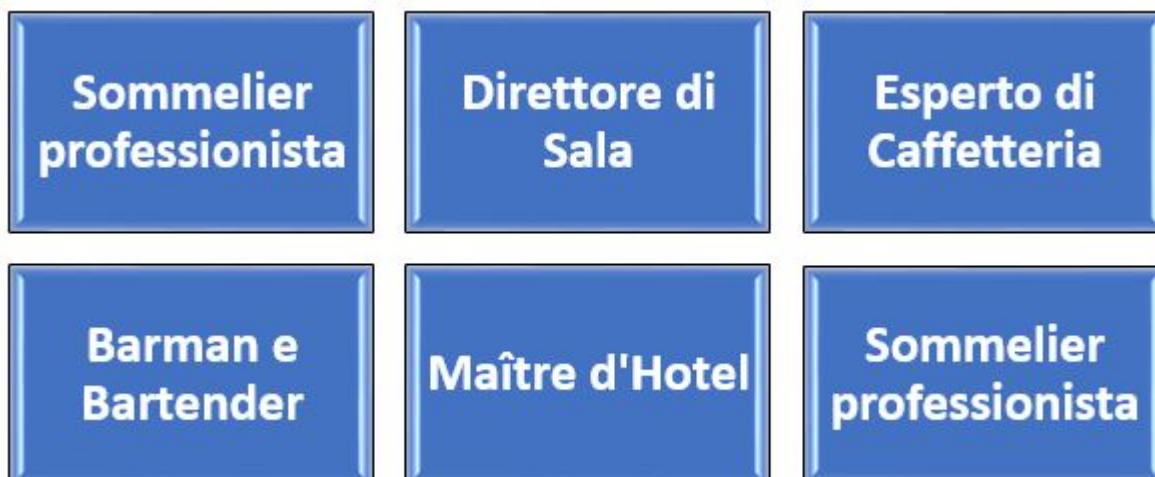 Sommelier
professionista
Direttore di
Sala
Esperto di
Caffetteria
Barman e
Bartender
Maître d'Hotel
Sommelier
professionista